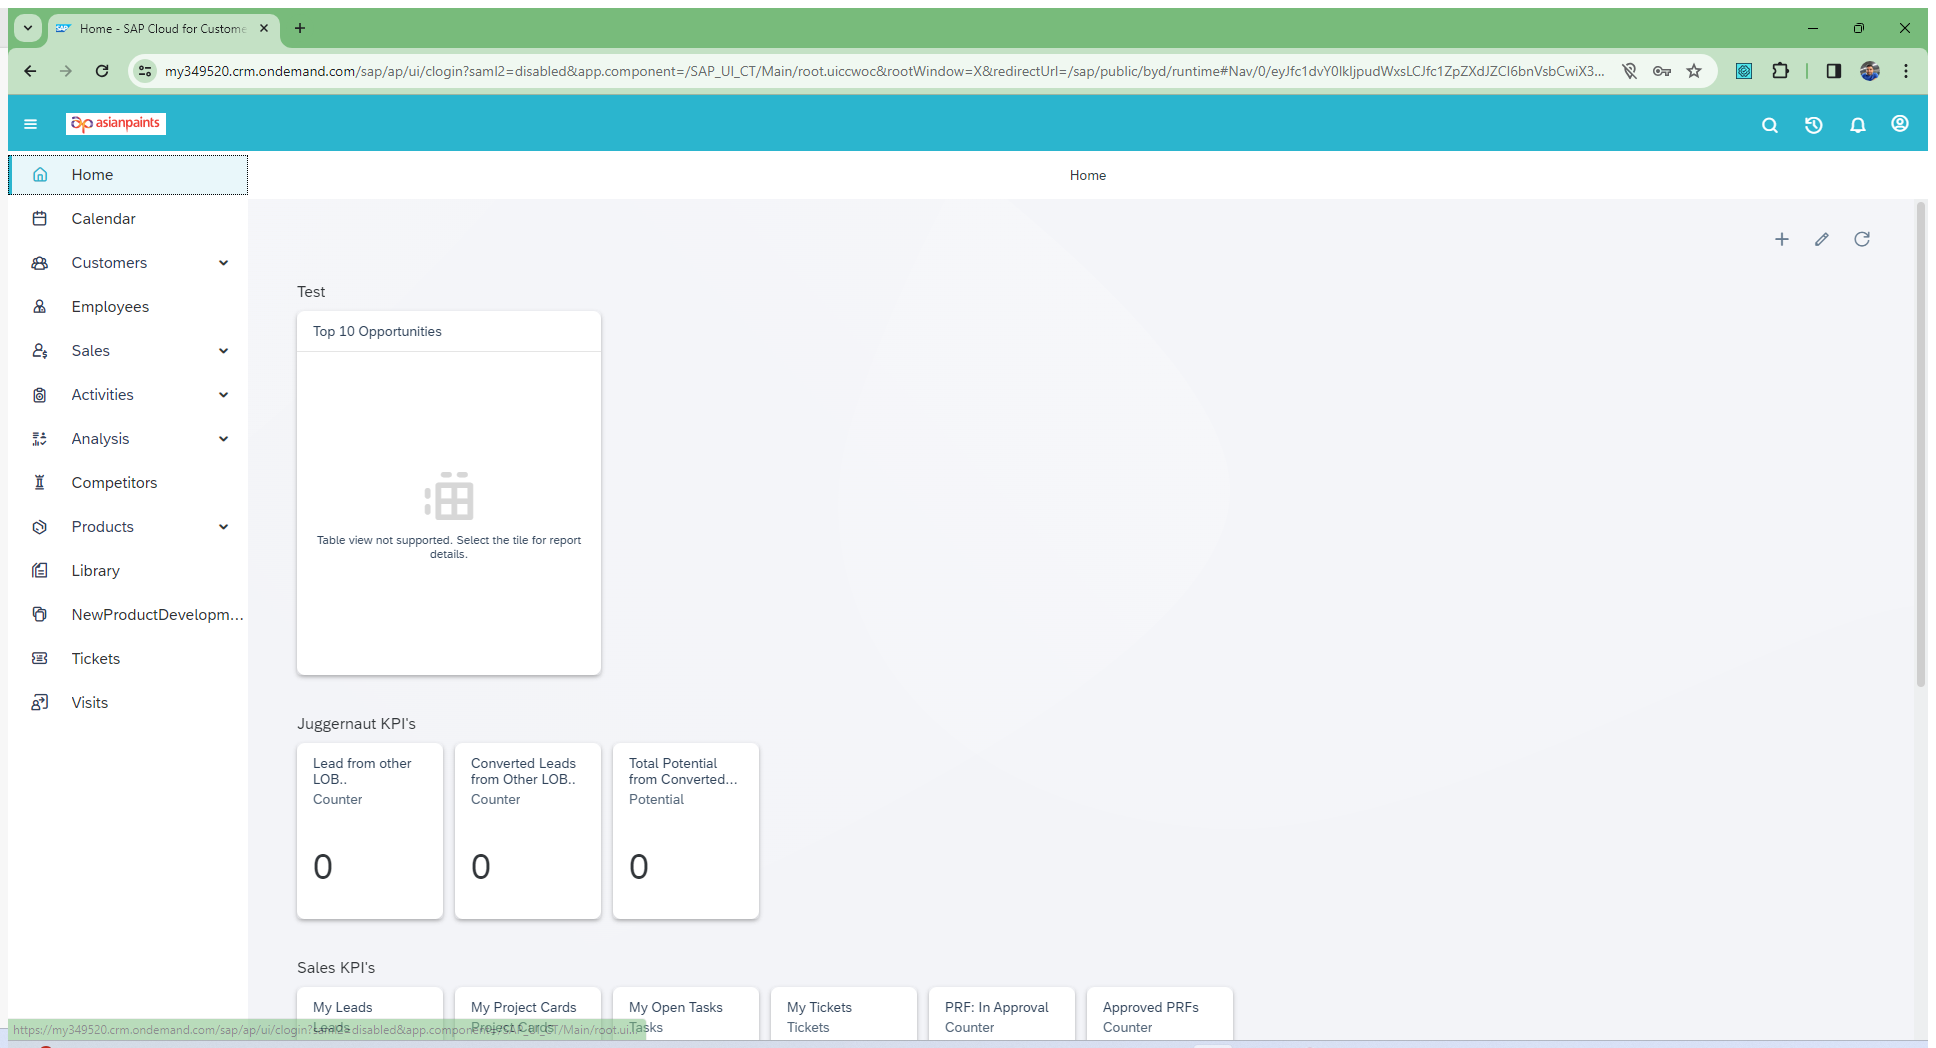 Home - SAP Cloud for Custome
my349520.crm.ondemand.com/sap/ap/ui/clogin?saml2=disabled&app.component=/SAP_UI_CT/Main/root.uiccwoc&rootWindow=X&redirectUrl=/sap/public/byd/runtime#Nav/0/eyJfc1dvY0lkIjpudWxsLCJfc1ZpZXdJZCI6bnVsbCwiX3...
asianpaints
Home
Home
Calendar
Customers
Employees
Sales
Activities
Analysis
Competitors
Products
Library
NewProductDevelopm...
Tickets
Visits
Test
Top 10 Opportunities
Table view not supported. Select the tile for report
details.
Juggernaut KPI's
Lead from other
LOB..
Counter
0
Converted Leads
from Other LOB..
Counter
0
Total Potential
from Converted...
Potential
0
Sales KPI's
My Leads
Leads
My Project Cards
Project Cards
My Open Tasks
Tasks
My Tickets
Tickets
PRF: In Approval
Counter
Approved PRFs
Counter
https://my349520.crm.ondemand.com/sap/ap/ui/clogin?saml2=disabled&app.component=/SAP_UI_CT/Main/root.ui...